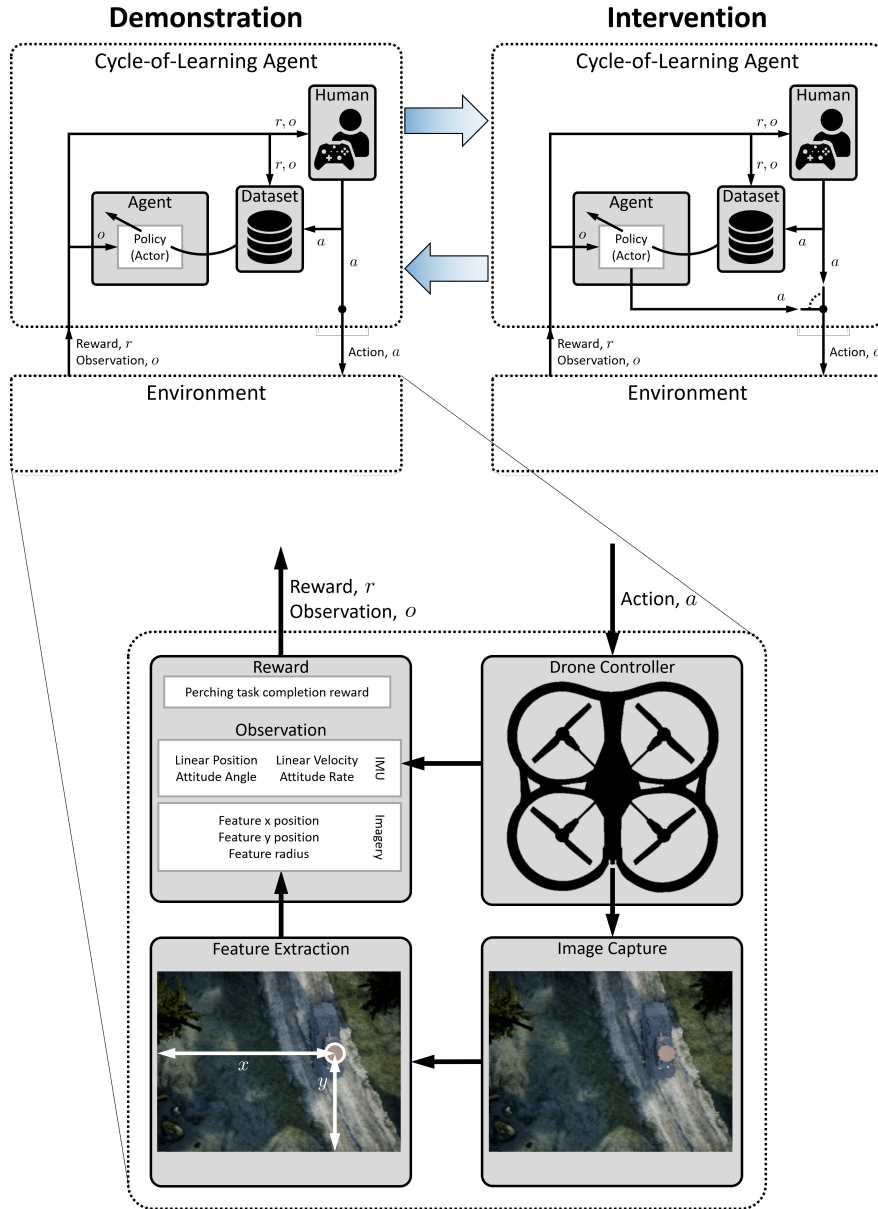 Demonstration
Intervention
Cycle-of-Learning Agent
Human
r, o
r, o
Agent
Dataset
o
Policy
(Actor)
a
a
Reward, r
Observation, o
Action, a
Environment
Cycle-of-Learning Agent
Human
r, o
r, o
Agent
Dataset
o
Policy
(Actor)
a
a
a
Reward, r
Observation, o
Action, a
Environment
Reward, r
Observation, o
Action, a
Reward
Perching task completion reward
Observation
Linear Position Linear Velocity
Attitude Angle Attitude Rate
IMU
Feature x position
Feature y position
Feature radius
Imagery
Drone Controller
Feature Extraction
x
y
Image Capture